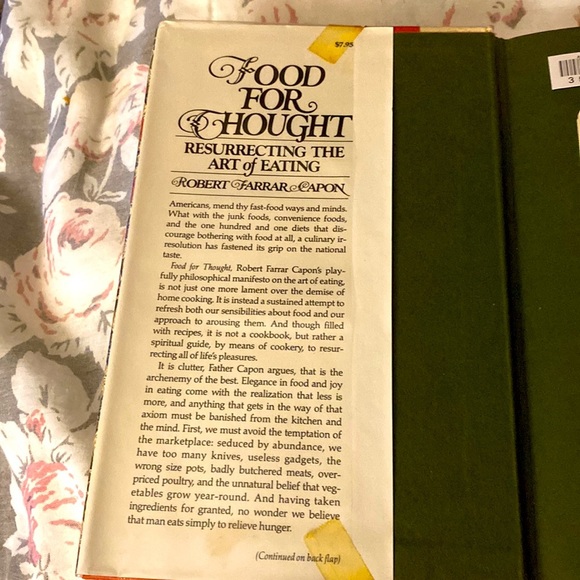 $7.95
FOOD
FOR
THOUGHT
RESURRECTING THE
ART of EATING
ROBERT FARRAR CAPON
Americans, mend thy fast-food ways and minds.
What with the junk foods, convenience foods,
and the one hundred and one diets that dis-
courage bothering with food at all, a culinary ir-
resolution has fastened its grip on the national
taste.
Food for Thought, Robert Farrar Capon's play-
fully philosophical manifesto on the art of eating,
is not just one more lament over the demise of
home cooking. It is instead a sustained attempt to
refresh both our sensibilities about food and our
approach to arousing them. And though filled
with recipes, it is not a cookbook, but rather a
spiritual guide, by means of cookery, to resur-
recting all of life's pleasures.
It is clutter, Father Capon argues, that is the
archenemy of the best. Elegance in food and joy
in eating come with the realization that less is
more, and anything that gets in the way of that
axiom must be banished from the kitchen and
the mind. First, we must avoid the temptation of
the marketplace: seduced by abundance, we
have too many knives, useless gadgets, the
wrong size pots, badly butchered meats, over-
priced poultry, and the unnatural belief that veg-
etables grow year-round. And having taken
ingredients for granted, no wonder we believe
that man eats simply to relieve hunger.
(Continued on back flap)